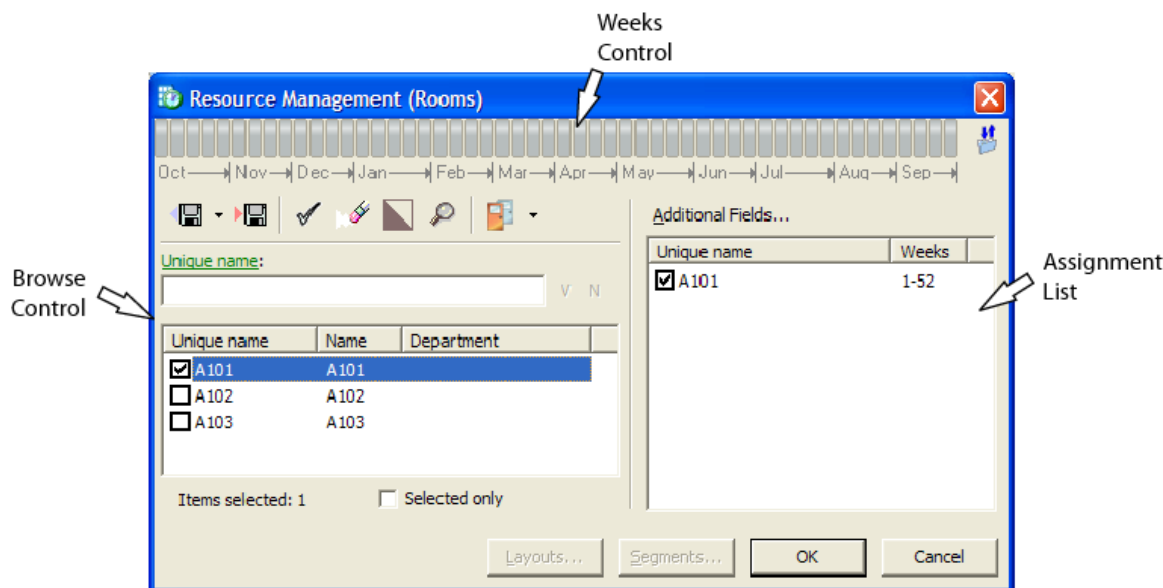 Weeks
Control
Resource Management (Rooms)
Oct Nov Dec Jan Feb Mar Apr May Jun Jul Aug Sep
Additional Fields...
Unique name Weeks
A101 1-52
Assignment
List
Browse
Control
Unique name:
V N
Unique name Name Department
A101 A101
A102 A102
A103 A103
Items selected: 1 Selected only
Layouts... Segments... OK Cancel